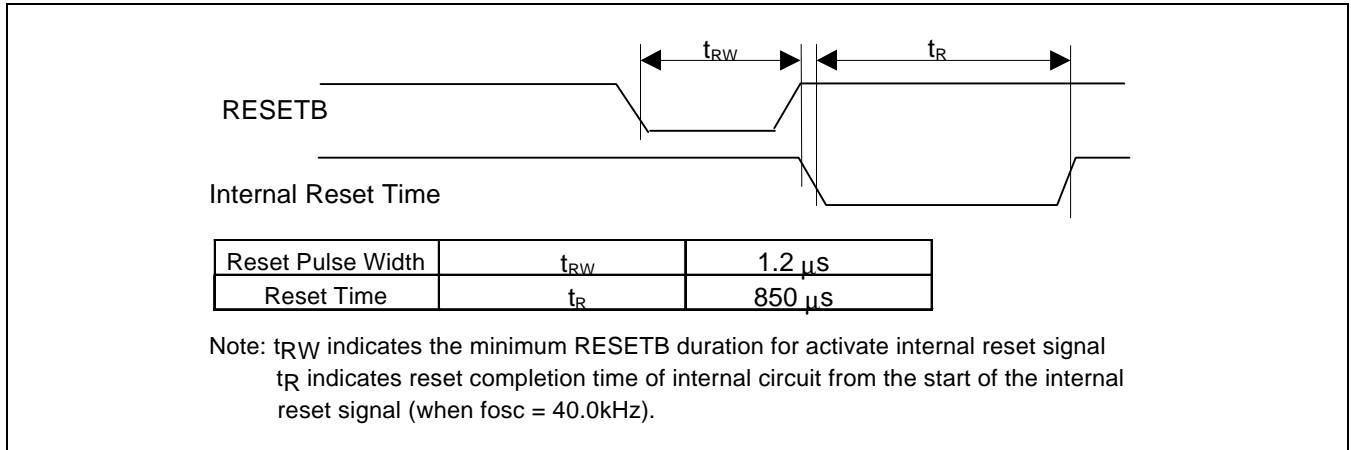 tRW tR
RESETB
Internal Reset Time
Reset Pulse Width tRW 1.2 μs
Reset Time tR 850 μs
Note: tRW indicates the minimum RESETB duration for activate internal reset signal
tR indicates reset completion time of internal circuit from the start of the internal
reset signal (when fosc = 40.0kHz).